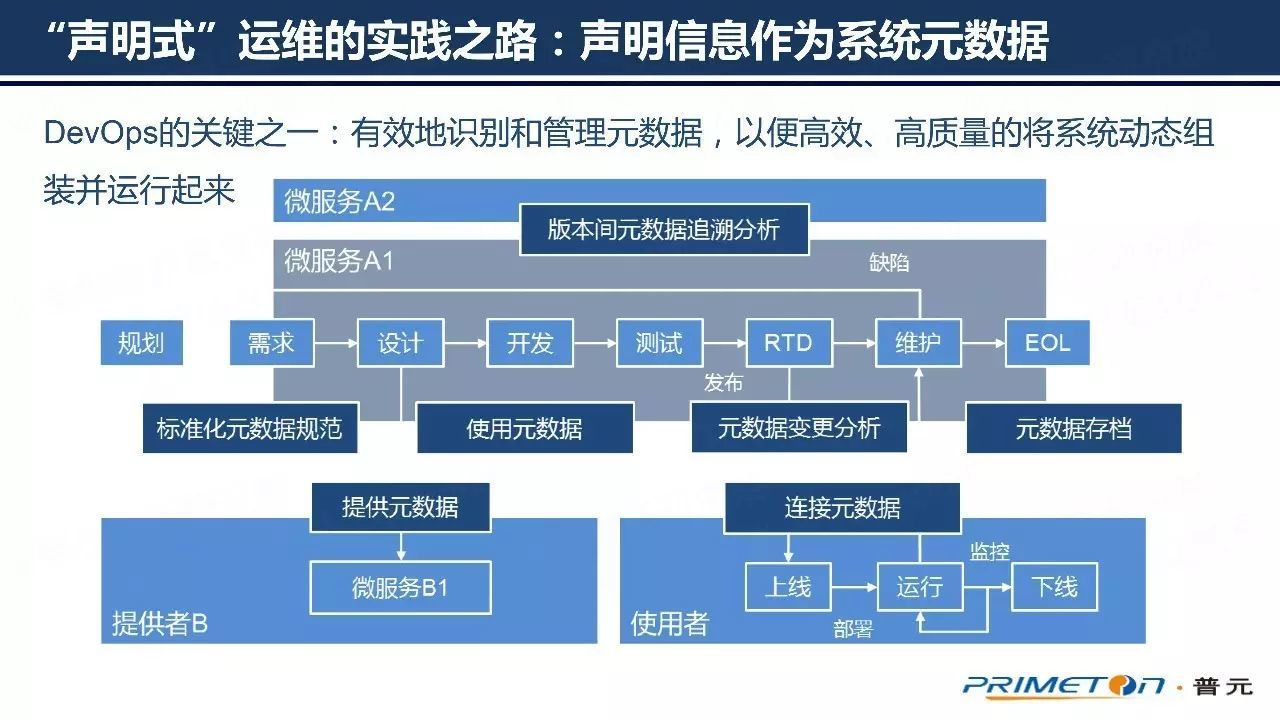 “声明式”运维的实践之路：声明信息作为系统元数据
DevOps的关键之一：有效地识别和管理元数据，以便高效、高质量的将系统动态组
装并运行起来
微服务A2
版本间元数据追溯分析
微服务A1
缺陷
规划
需求
设计
开发
测试
RTD
维护
EOL
发布
标准化元数据规范
使用元数据
元数据变更分析
元数据存档
提供元数据
微服务B1
提供者B
连接元数据
监控
上线
运行
下线
部署
使用者
PRIMETON·普元